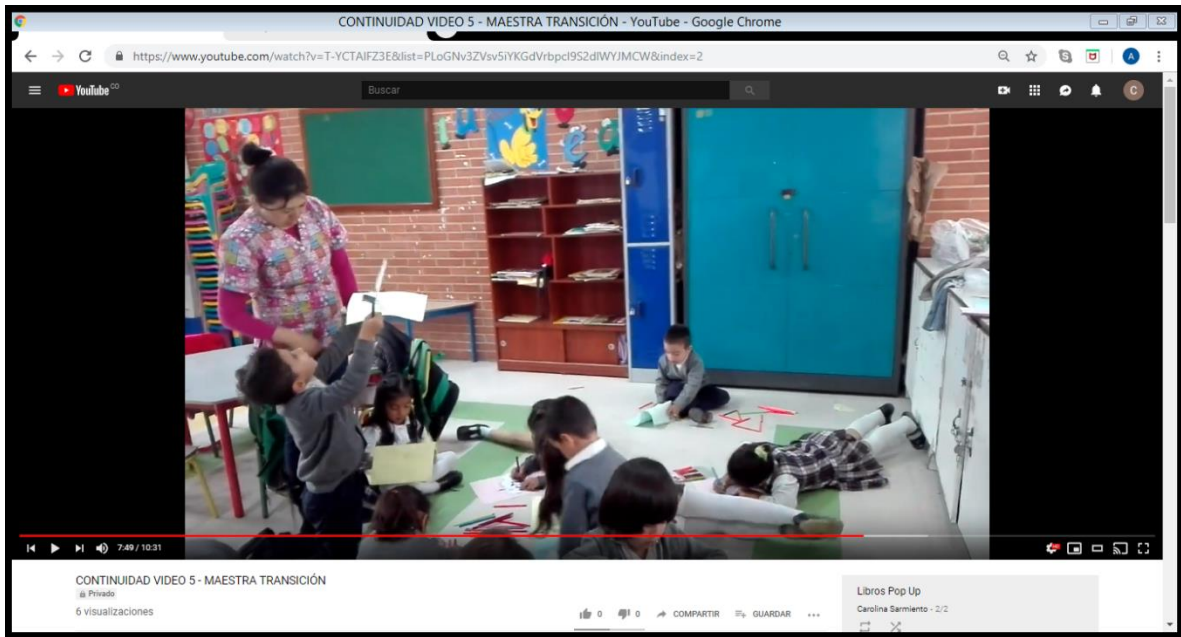 CONTINUIDAD VIDEO 5 - MAESTRA TRANSICIÓN - YouTube - Google Chrome
https://www.youtube.com/watch?v=T-YCTAIFZ3E&list=PLoGNv3ZVsv5iYKGdVrbpcI9S2dIWYJMCW&index=2
A
YouTube CO
Buscar
C
7:49 / 10:31
CONTINUIDAD VIDEO 5 - MAESTRA TRANSICIÓN
Privado
6 visualizaciones
0 0 COMPARTIR GUARDAR
Libros Pop Up
Carolina Sarmiento - 2/2